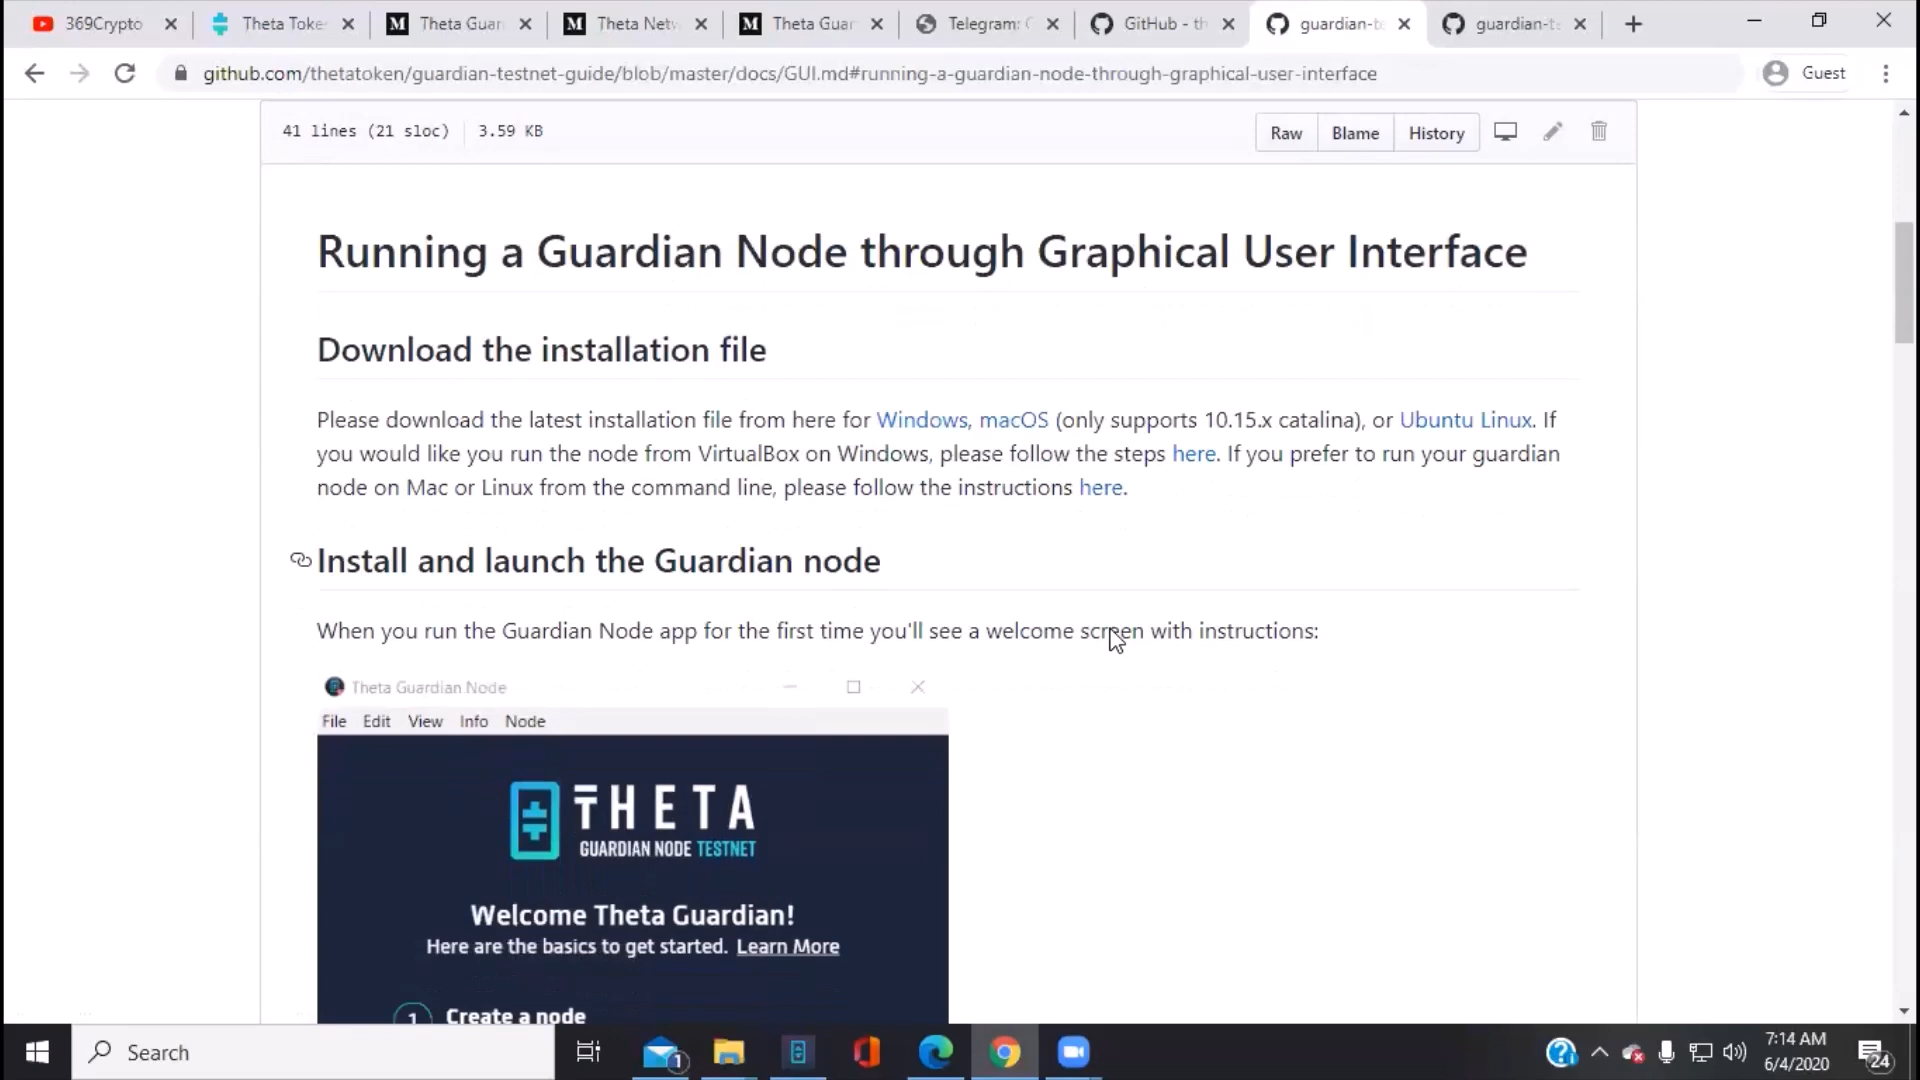 369Crypto
Theta Toke
Theta Guar
Theta Netw
Theta Guar
Telegram: C
GitHub - th
guardian-te
guardian-te
github.com/thetatoken/guardian-testnet-guide/blob/master/docs/GUI.md#running-a-guardian-node-through-graphical-user-interface
Guest
41 lines (21 sloc) 3.59 KB
Raw Blame History
Running a Guardian Node through Graphical User Interface
Download the installation file
Please download the latest installation file from here for Windows, macOS (only supports 10.15.x catalina), or Ubuntu Linux. If
you would like you run the node from VirtualBox on Windows, please follow the steps here. If you prefer to run your guardian
node on Mac or Linux from the command line, please follow the instructions here.
Install and launch the Guardian node
When you run the Guardian Node app for the first time you'll see a welcome screen with instructions:
Theta Guardian Node
File Edit View Info Node
THETA
GUARDIAN NODE TESTNET
Welcome Theta Guardian!
Here are the basics to get started. Learn More
1 Create a node
Search
1
7:14 AM
6/4/2020
24